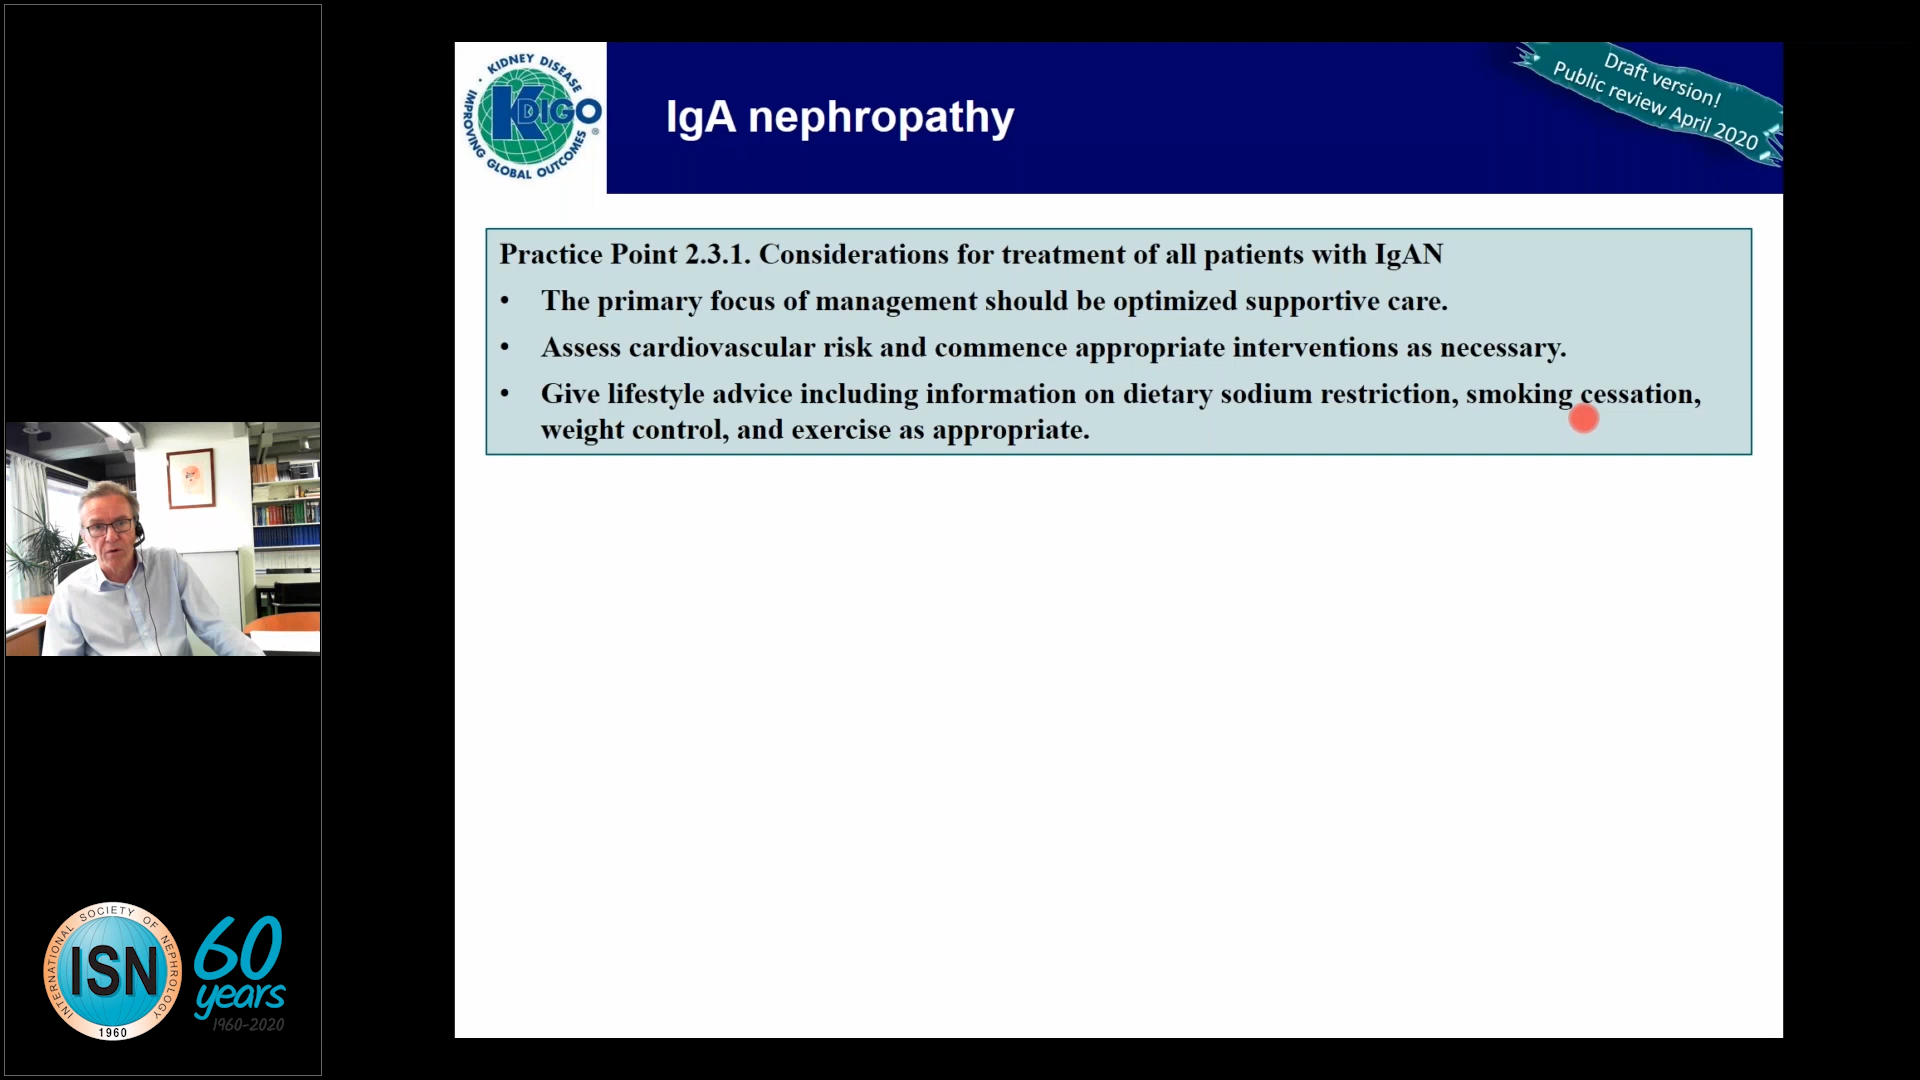 KIDNEY DISEASE
IMPROVING GLOBAL OUTCOMES
KDIGO
®
IgA nephropathy
Draft version!
Public review April 2020
Practice Point 2.3.1. Considerations for treatment of all patients with IgAN
• The primary focus of management should be optimized supportive care.
• Assess cardiovascular risk and commence appropriate interventions as necessary.
• Give lifestyle advice including information on dietary sodium restriction, smoking cessation,
weight control, and exercise as appropriate.
INTERNATIONAL SOCIETY OF NEPHROLOGY
ISN
1960
60
years
1960-2020